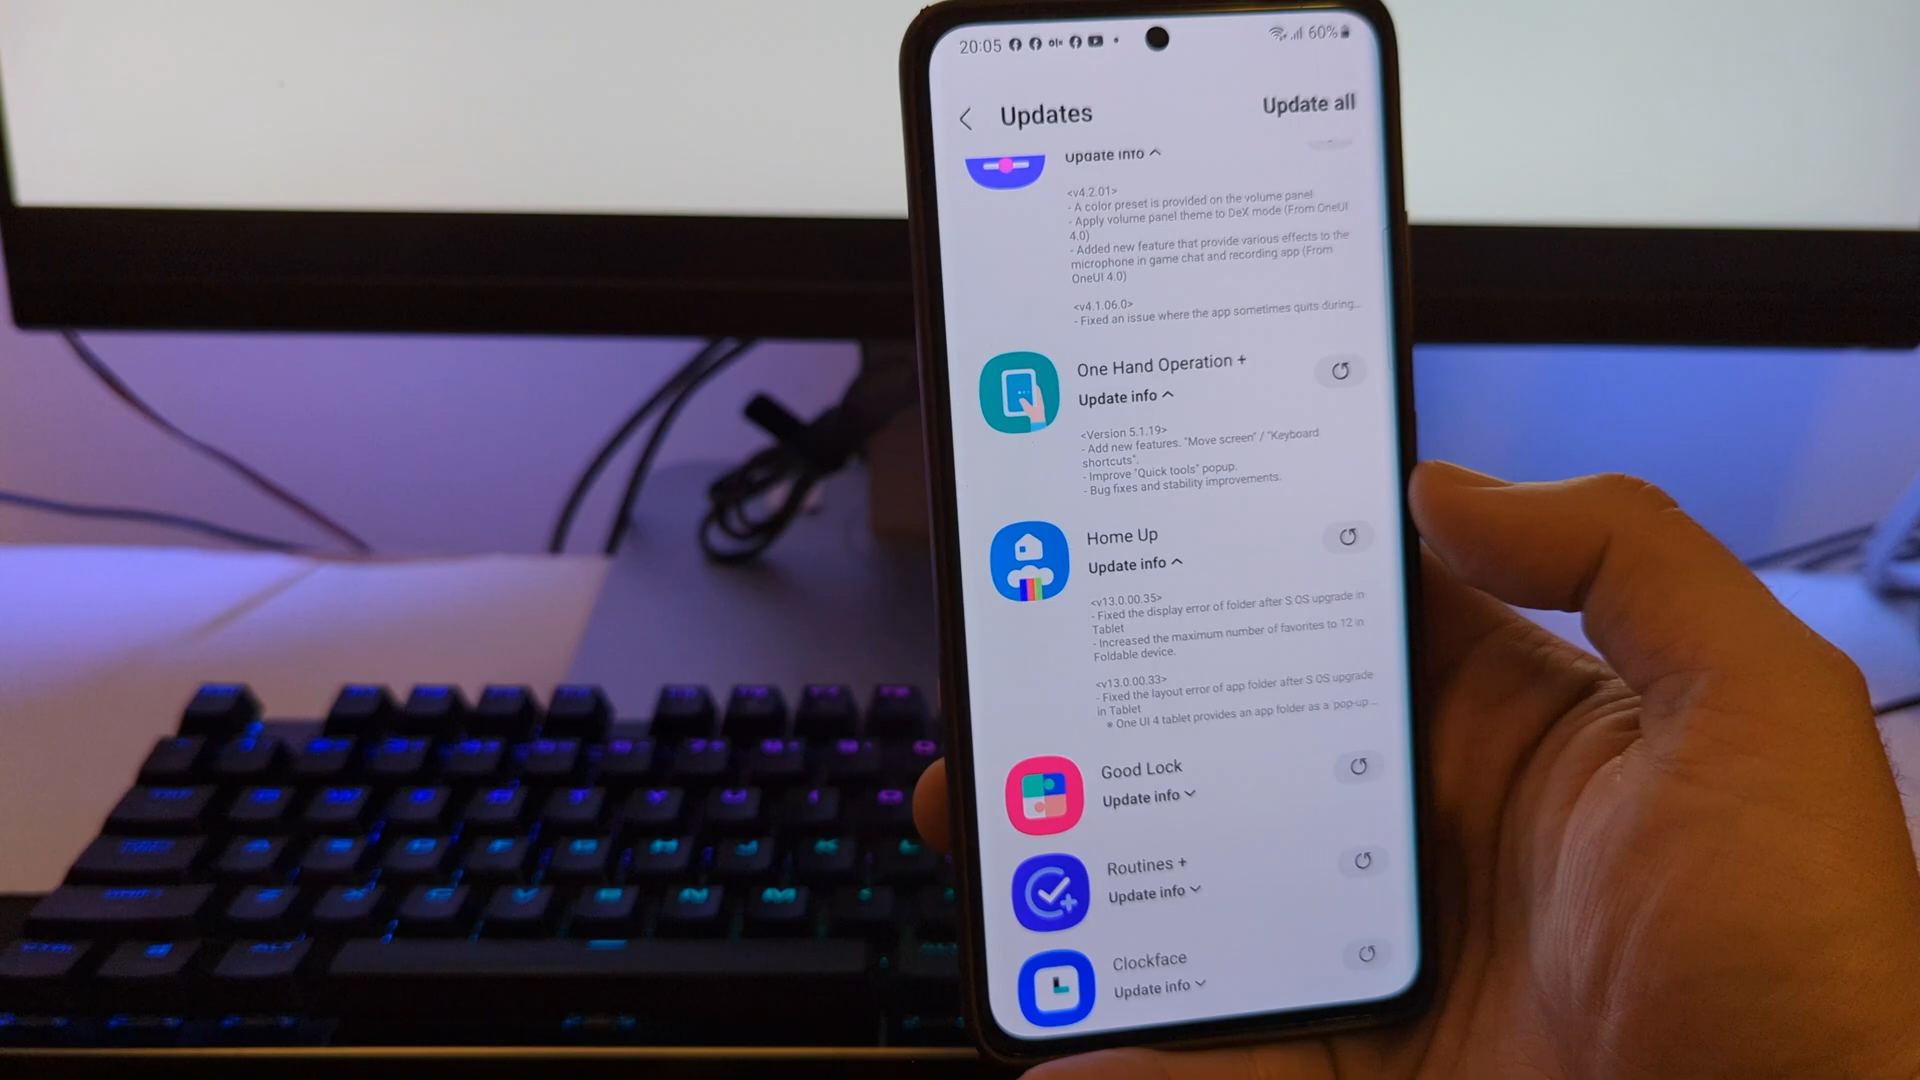 20:05
60%
Updates
Update all
Update info
<v4.2.01>
- A color preset is provided on the volume panel
- Apply volume panel theme to DeX mode (From OneUI
4.0)
- Added new feature that provide various effects to the
microphone in game chat and recording app (From
OneUI 4.0)
<v4.1.06.0>
- Fixed an issue where the app sometimes quits during...
One Hand Operation +
Update info
<Version 5.1.19>
- Add new features. "Move screen" / "Keyboard
shortcuts".
- Improve "Quick tools" popup.
- Bug fixes and stability improvements.
Home Up
Update info
<v13.0.00.35>
- Fixed the display error of folder after S OS upgrade in
Tablet
- Increased the maximum number of favorites to 12 in
Foldable device.
<v13.0.00.33>
- Fixed the layout error of app folder after S OS upgrade
in Tablet
※ One UI 4 tablet provides an app folder as a 'pop-up ...
Good Lock
Update info
Routines +
Update info
Clockface
Update info